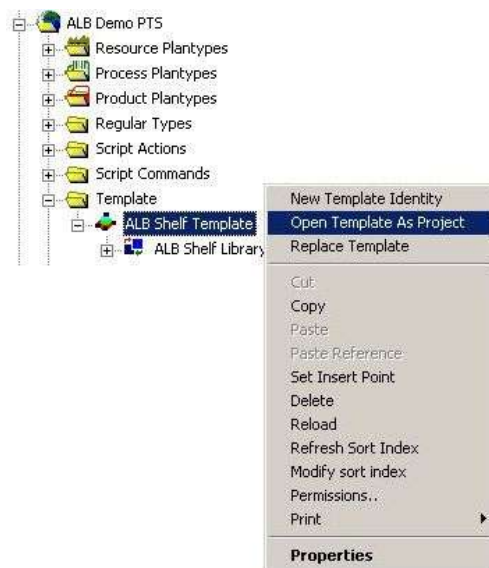 ALB Demo PTS
Resource Plantypes
Process Plantypes
Product Plantypes
Regular Types
Script Actions
Script Commands
Template
ALB Shelf Template
ALB Shelf Library
New Template Identity
Open Template As Project
Replace Template
Cut
Copy
Paste
Paste Reference
Set Insert Point
Delete
Reload
Refresh Sort Index
Modify sort index
Permissions..
Print
Properties